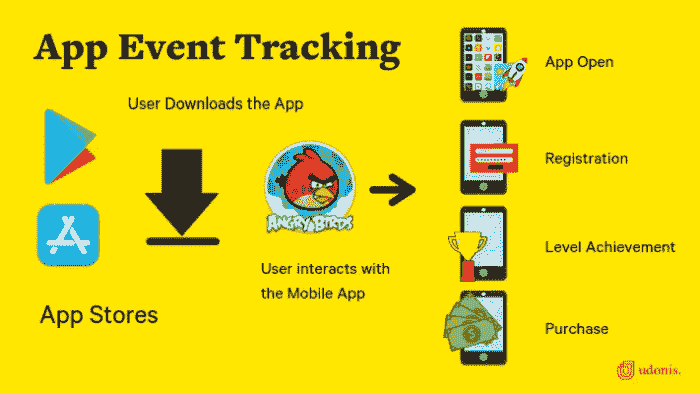 App Event Tracking
User Downloads the App
App Stores
ANGRY BIRDS
User interacts with
the Mobile App
App Open
Registration
Level Achievement
Purchase
udonis.